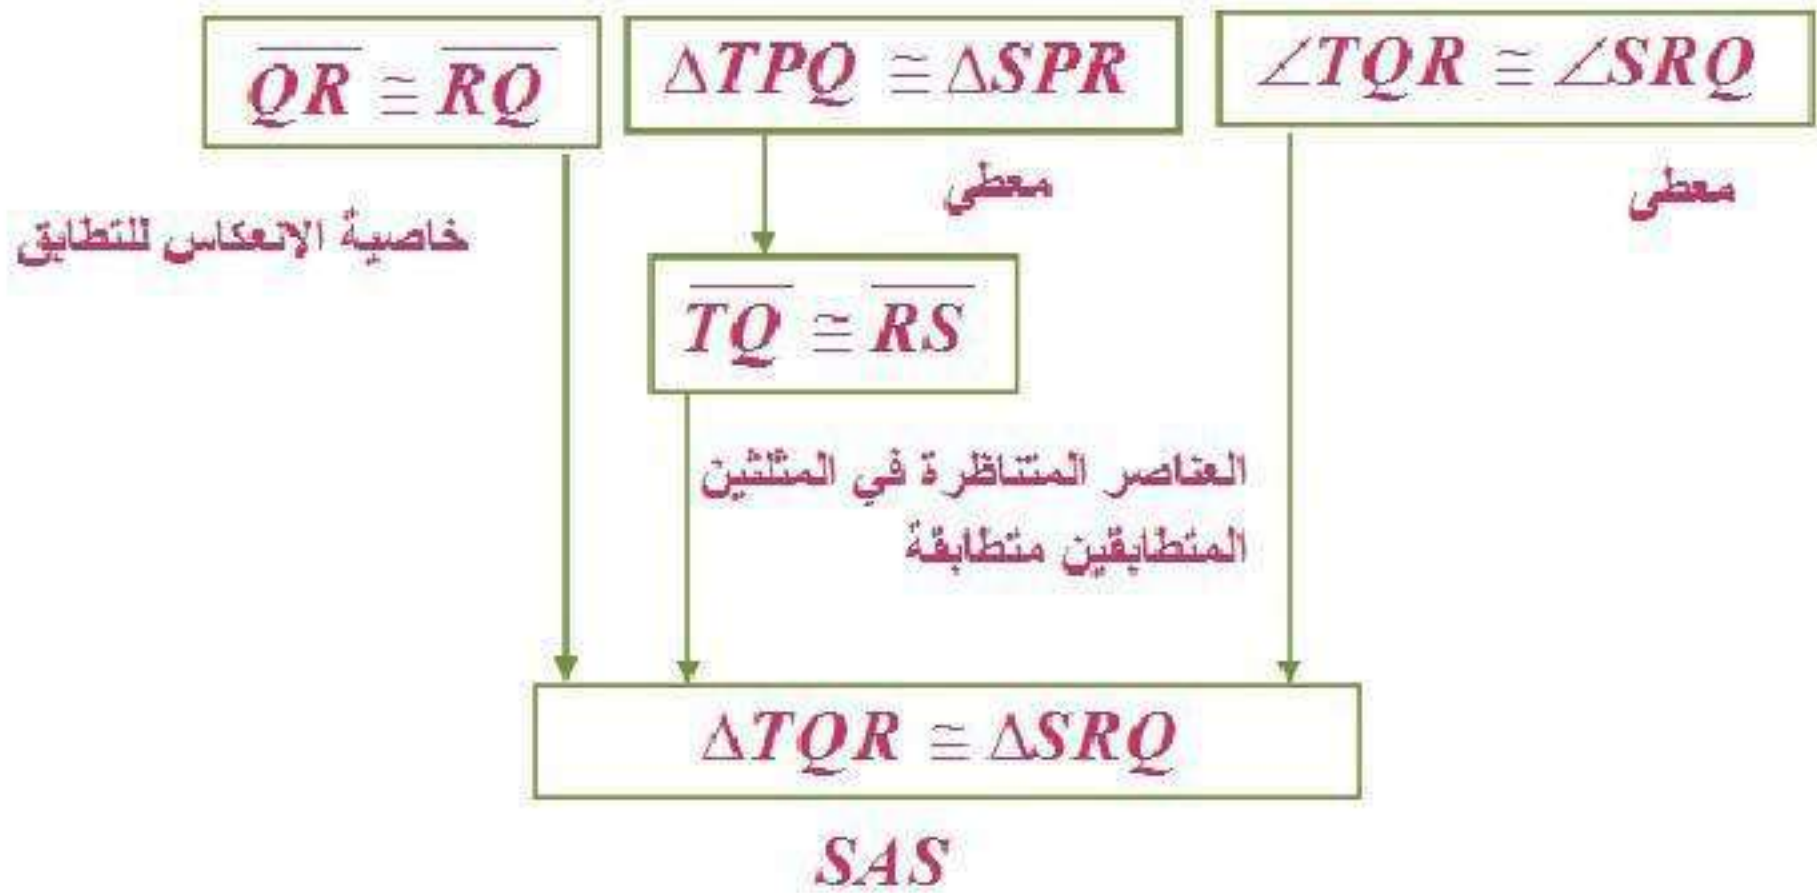 QR ≅ RQ
ΔTPQ ≅ ΔSPR
∠TQR ≅ ∠SRQ
خاصية الإنعكاس للتطابق
معطى
معطى
TQ ≅ RS
العناصر المتناظرة في المثلثين
المتطابقين متطابقة
ΔTQR ≅ ΔSRQ
SAS